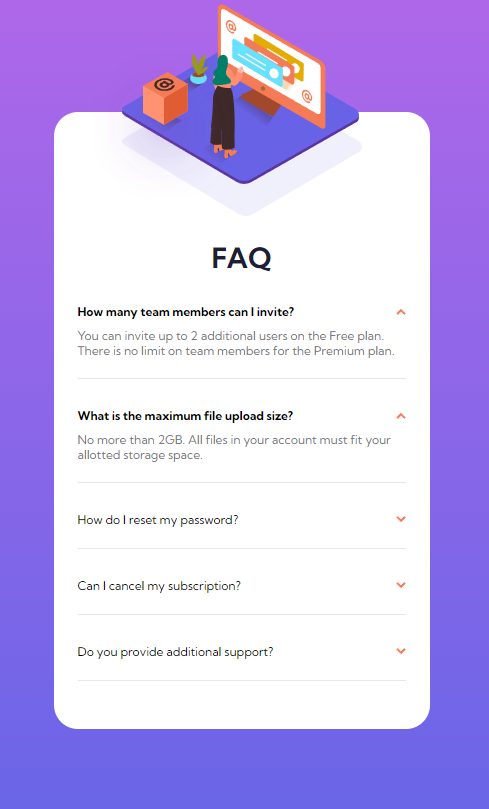 FAQ
How many team members can I invite?
You can invite up to 2 additional users on the Free plan.
There is no limit on team members for the Premium plan.
What is the maximum file upload size?
No more than 2GB. All files in your account must fit your
allotted storage space.
How do I reset my password?
Can I cancel my subscription?
Do you provide additional support?